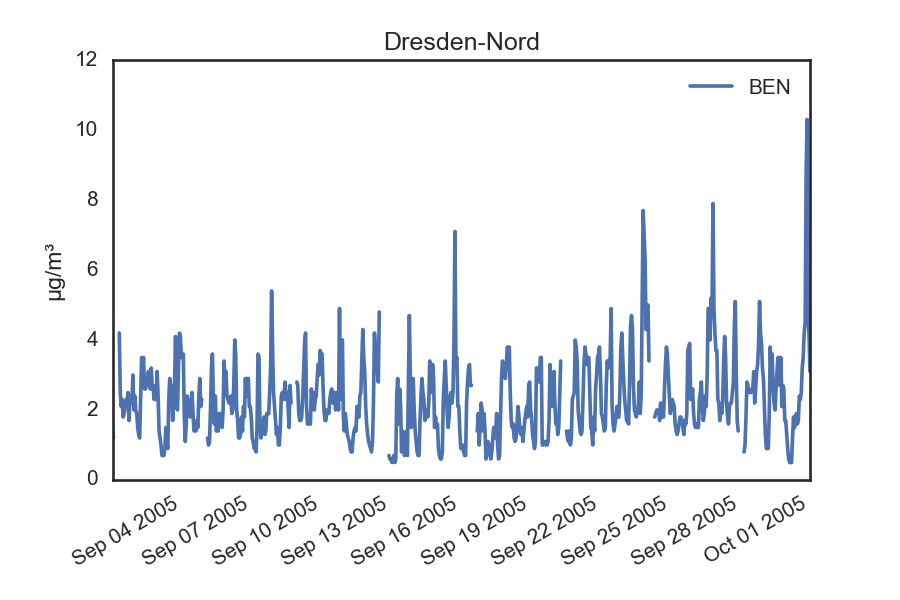 Dresden-Nord
12
10
8
6
4
2
0
µg/m³
BEN
Sep 04 2005
Sep 07 2005
Sep 10 2005
Sep 13 2005
Sep 16 2005
Sep 19 2005
Sep 22 2005
Sep 25 2005
Sep 28 2005
Oct 01 2005